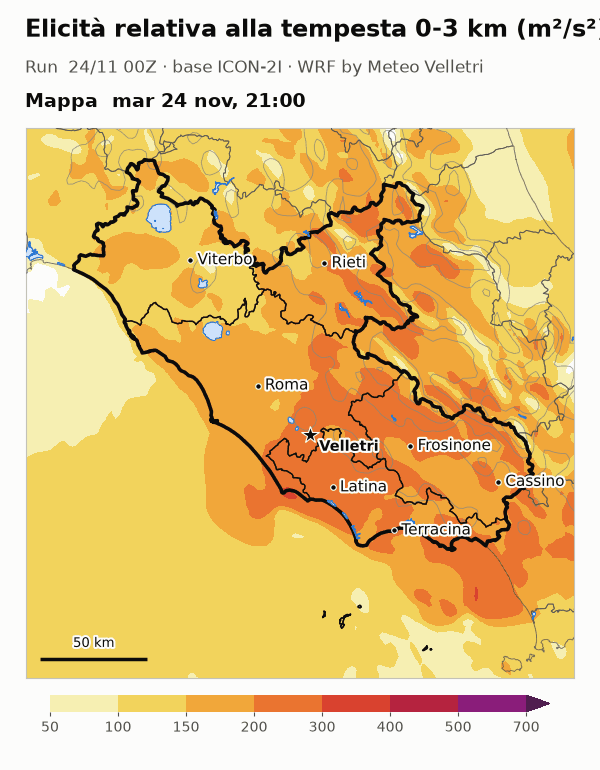 Elicità relativa alla tempesta 0-3 km (m²/s²)
Run 24/11 00Z · base ICON-2I · WRF by Meteo Velletri
Mappa mar 24 nov, 21:00
Viterbo
Rieti
Roma
Velletri
Frosinone
Cassino
Latina
Terracina
50 km
50 100 150 200 300 400 500 700